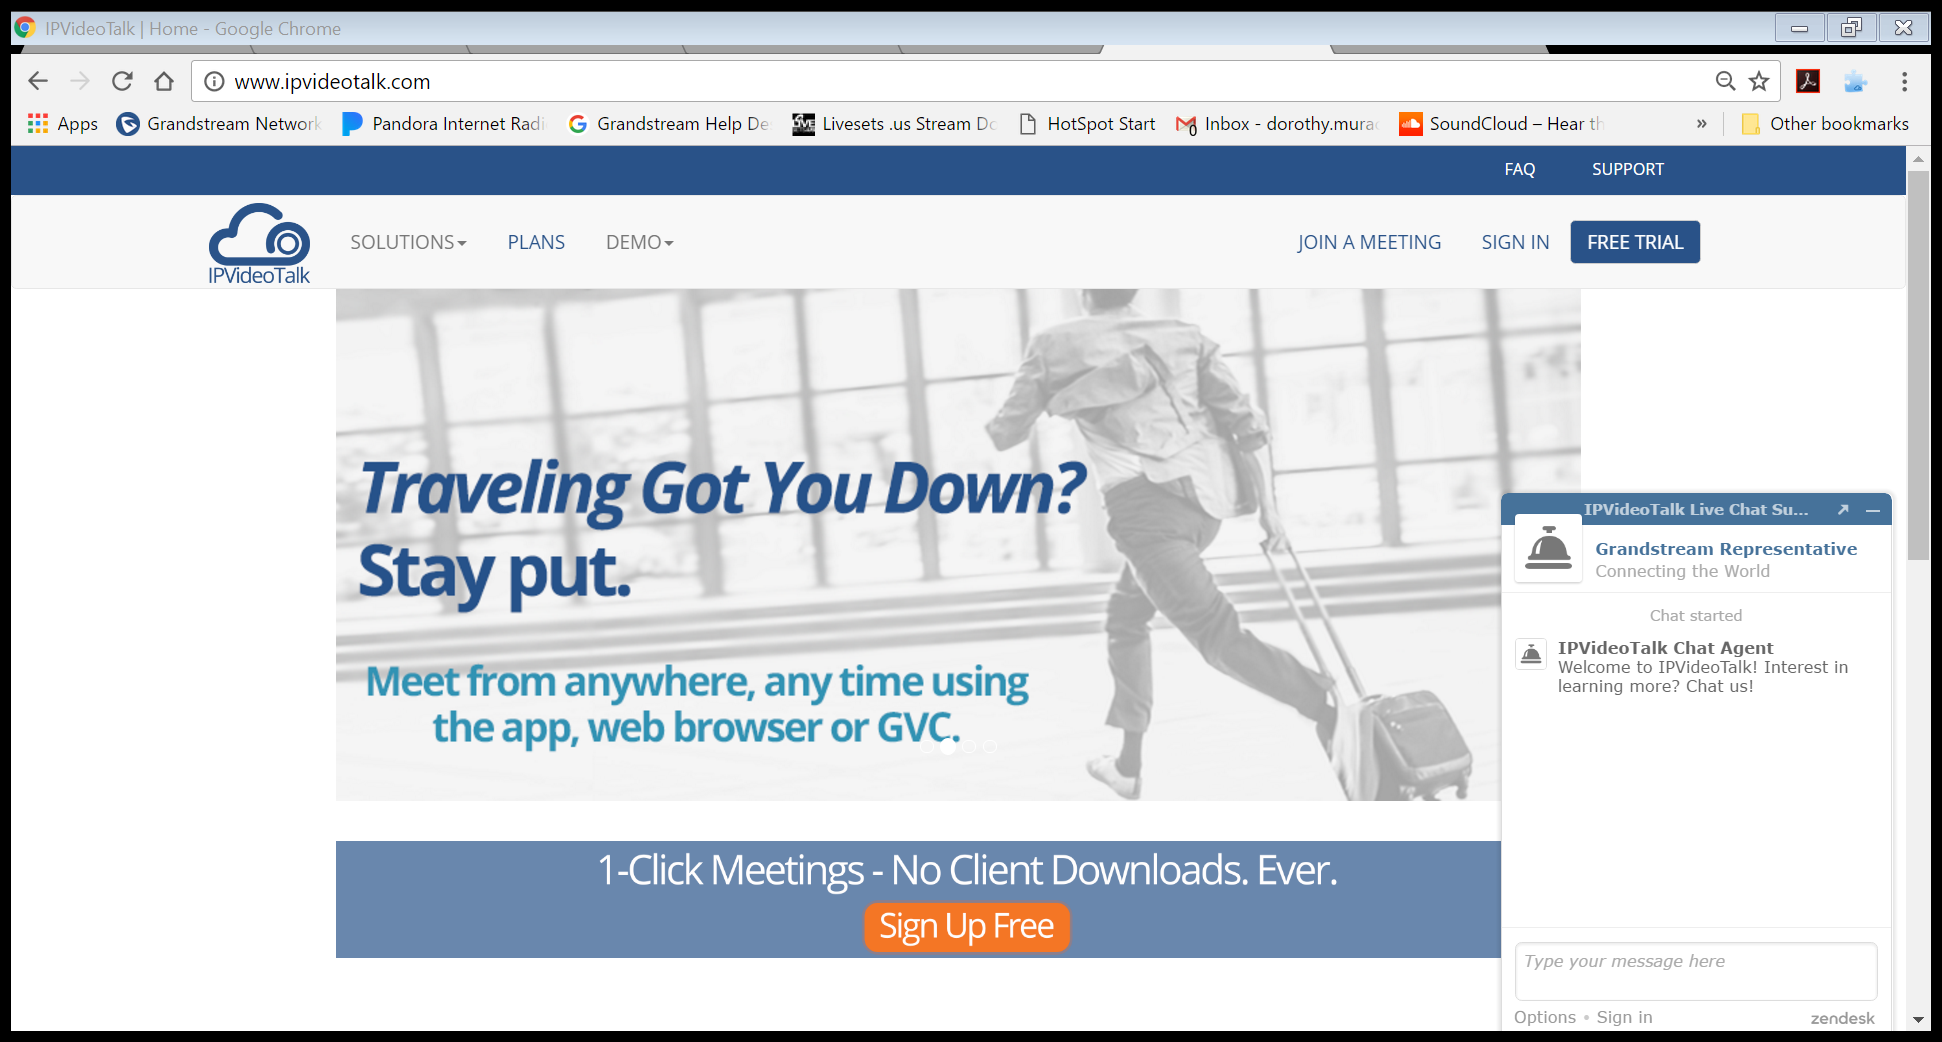 IPVideoTalk | Home - Google Chrome
www.ipvideotalk.com
Apps Grandstream Network Pandora Internet Radi Grandstream Help De Livesets .us Stream Do HotSpot Start 0 Inbox - dorothy.mura SoundCloud – Hear th » Other bookmarks
FAQ SUPPORT
IPVideoTalk SOLUTIONS PLANS DEMO JOIN A MEETING SIGN IN FREE TRIAL
Traveling Got You Down?
Stay put.
Meet from anywhere, any time using
the app, web browser or GVC.
1-Click Meetings - No Client Downloads. Ever.
Sign Up Free
IPVideoTalk Live Chat Su...
Grandstream Representative
Connecting the World
Chat started
IPVideoTalk Chat Agent
Welcome to IPVideoTalk! Interest in
learning more? Chat us!
Type your message here
Options • Sign in zendesk